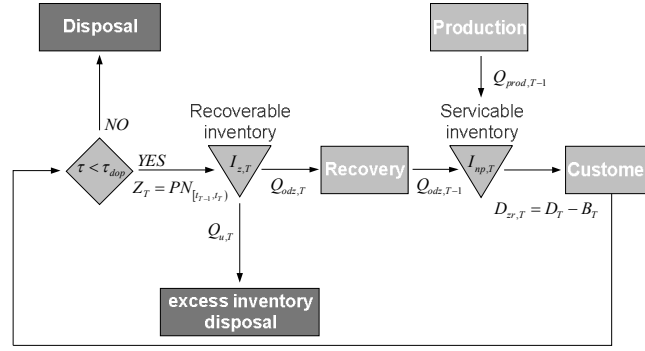 Disposal
Production
Q_{prod,T-1}
NO
Recoverable
inventory
Servicable
inventory
τ < τ_{dop}
YES
Z_T = PN_{[t_{T-1}, t_T)}
I_{z,T}
Q_{odz,T}
Recovery
Q_{odz,T-1}
I_{np,T}
Custome
D_{zr,T} = D_T − B_T
Q_{u,T}
excess inventory
disposal